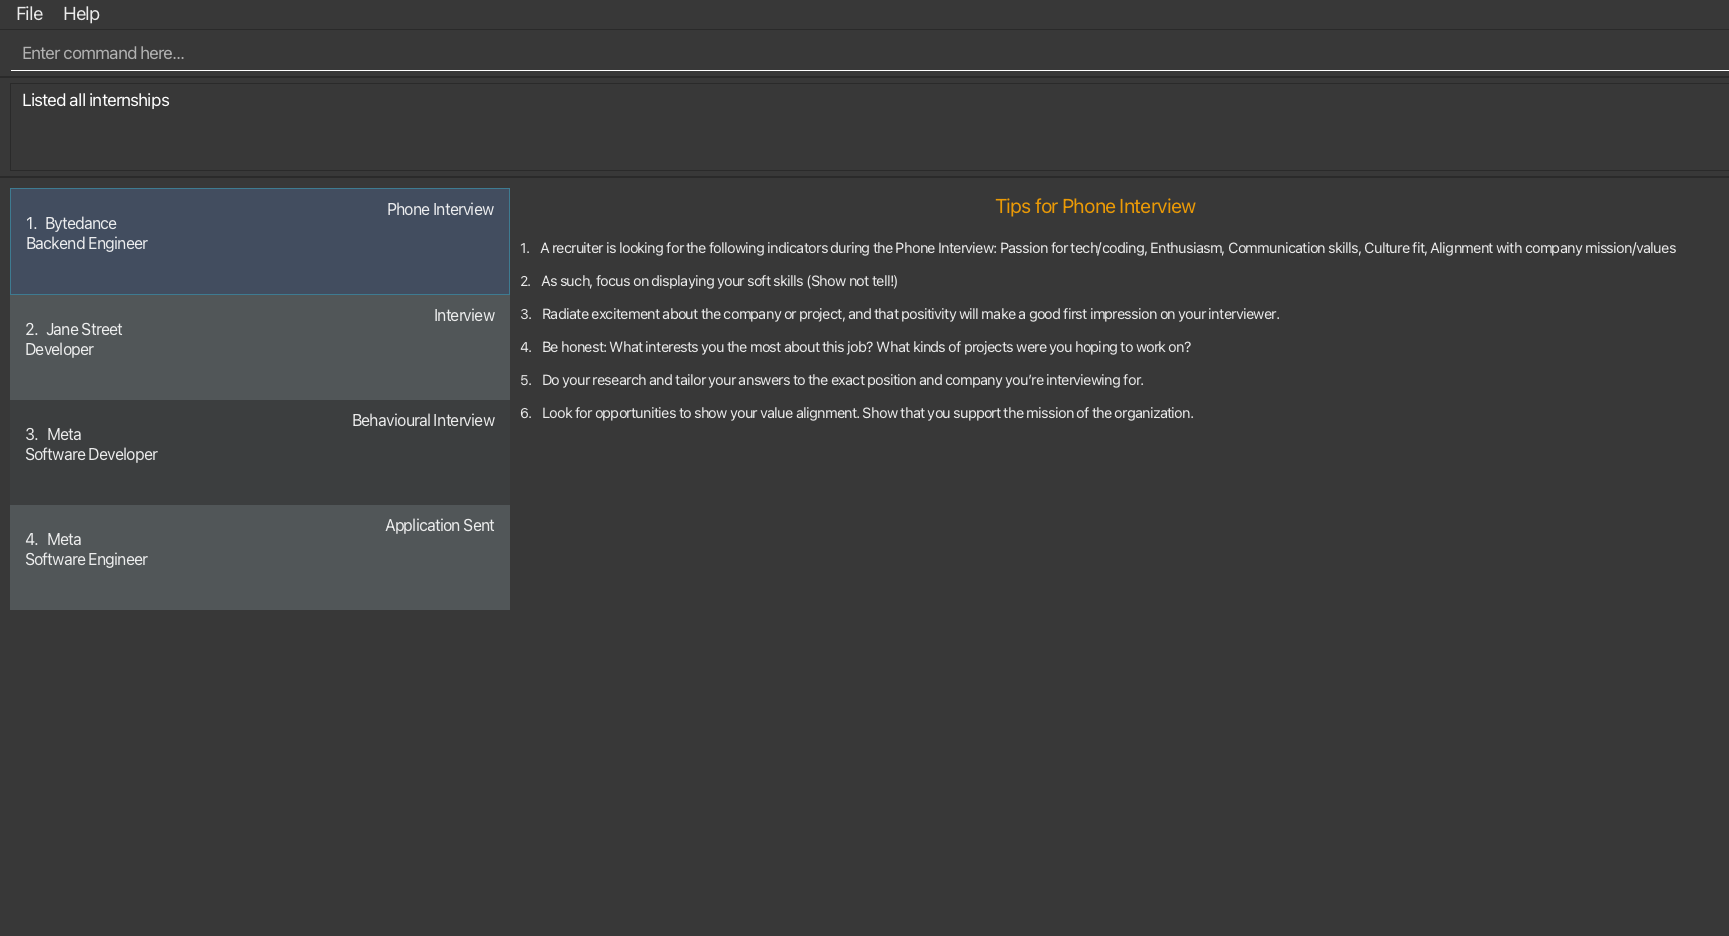 File Help
Enter command here...
Listed all internships
Phone Interview
1. Bytedance
Backend Engineer
Interview
2. Jane Street
Developer
Behavioural Interview
3. Meta
Software Developer
Application Sent
4. Meta
Software Engineer
Tips for Phone Interview
1. A recruiter is looking for the following indicators during the Phone Interview: Passion for tech/coding, Enthusiasm, Communication skills, Culture fit, Alignment with company mission/values
2. As such, focus on displaying your soft skills (Show not tell!)
3. Radiate excitement about the company or project, and that positivity will make a good first impression on your interviewer.
4. Be honest: What interests you the most about this job? What kinds of projects were you hoping to work on?
5. Do your research and tailor your answers to the exact position and company you’re interviewing for.
6. Look for opportunities to show your value alignment. Show that you support the mission of the organization.